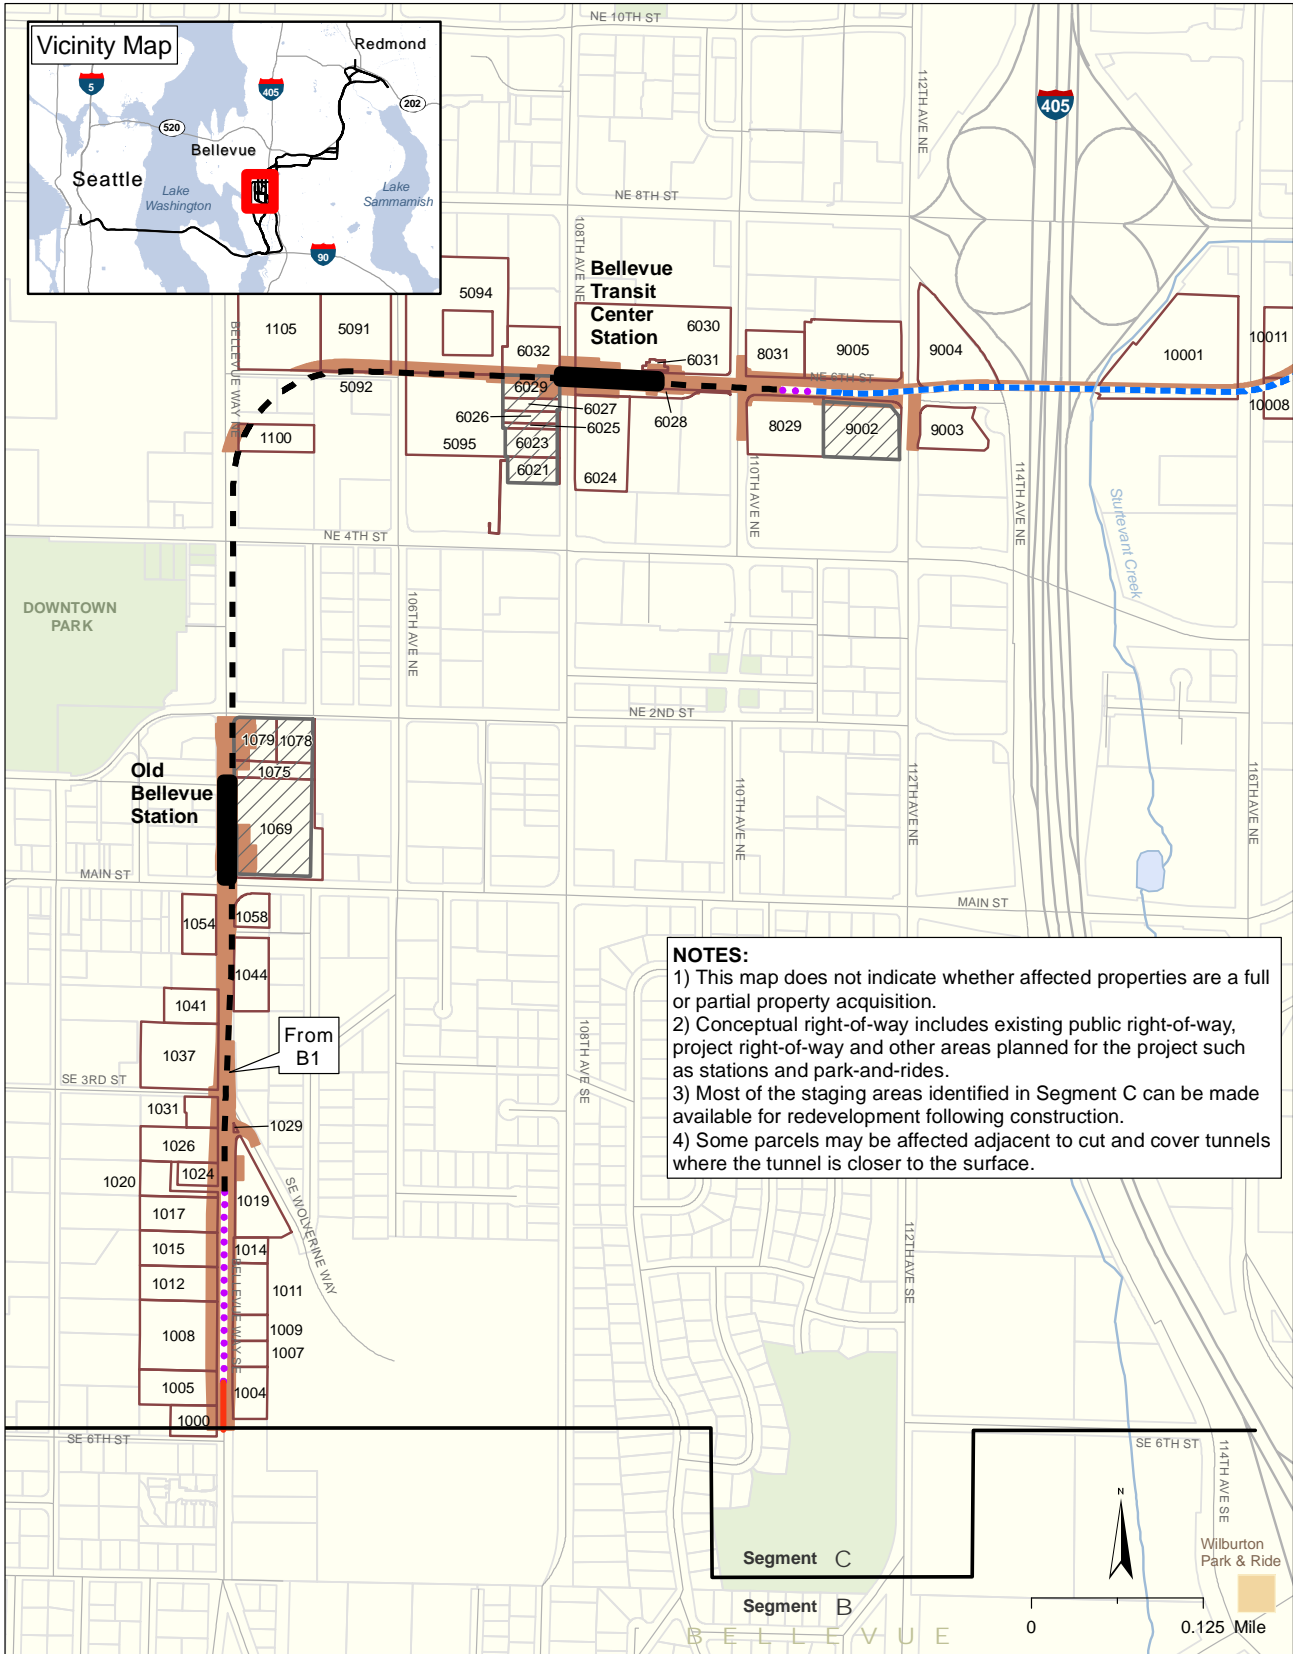 NE 10TH ST
Vicinity Map
Redmond
5
405
202
520
Bellevue
Seattle
Lake
Washington
Lake
Sammamish
90
112TH AVE NE
405
NE 8TH ST
108TH AVE NE
Bellevue
Transit
Center
Station
5094
6030
1105
5091
6032
6031
8031
9005
9004
10001
10011
BELLEVUE WAY NE
5092
6029
NE 6TH ST
6027
6026
6025
6028
10008
1100
5095
6023
8029
9002
9003
6021
6024
110TH AVE NE
114TH AVE NE
Sturtevant Creek
NE 4TH ST
DOWNTOWN
PARK
106TH AVE NE
NE 2ND ST
1079
1078
1075
Old
Bellevue
Station
1069
110TH AVE NE
112TH AVE NE
116TH AVE NE
MAIN ST
MAIN ST
1054
1058
1044
1041
From
B1
1037
108TH AVE SE
SE 3RD ST
1031
1029
1026
1024
1020
1019
1017
SE WOLVERINE WAY
1014
1015
1012
1011
BELLEVUE WAY SE
1008
1009
1007
1005
1004
1000
112TH AVE SE
NOTES:
1) This map does not indicate whether affected properties are a full
or partial property acquisition.
2) Conceptual right-of-way includes existing public right-of-way,
project right-of-way and other areas planned for the project such
as stations and park-and-rides.
3) Most of the staging areas identified in Segment C can be made
available for redevelopment following construction.
4) Some parcels may be affected adjacent to cut and cover tunnels
where the tunnel is closer to the surface.
SE 6TH ST
SE 6TH ST
114TH AVE SE
N
Wilburton
Park & Ride
Segment C
Segment B
BELLEVUE
0
0.125 Mile